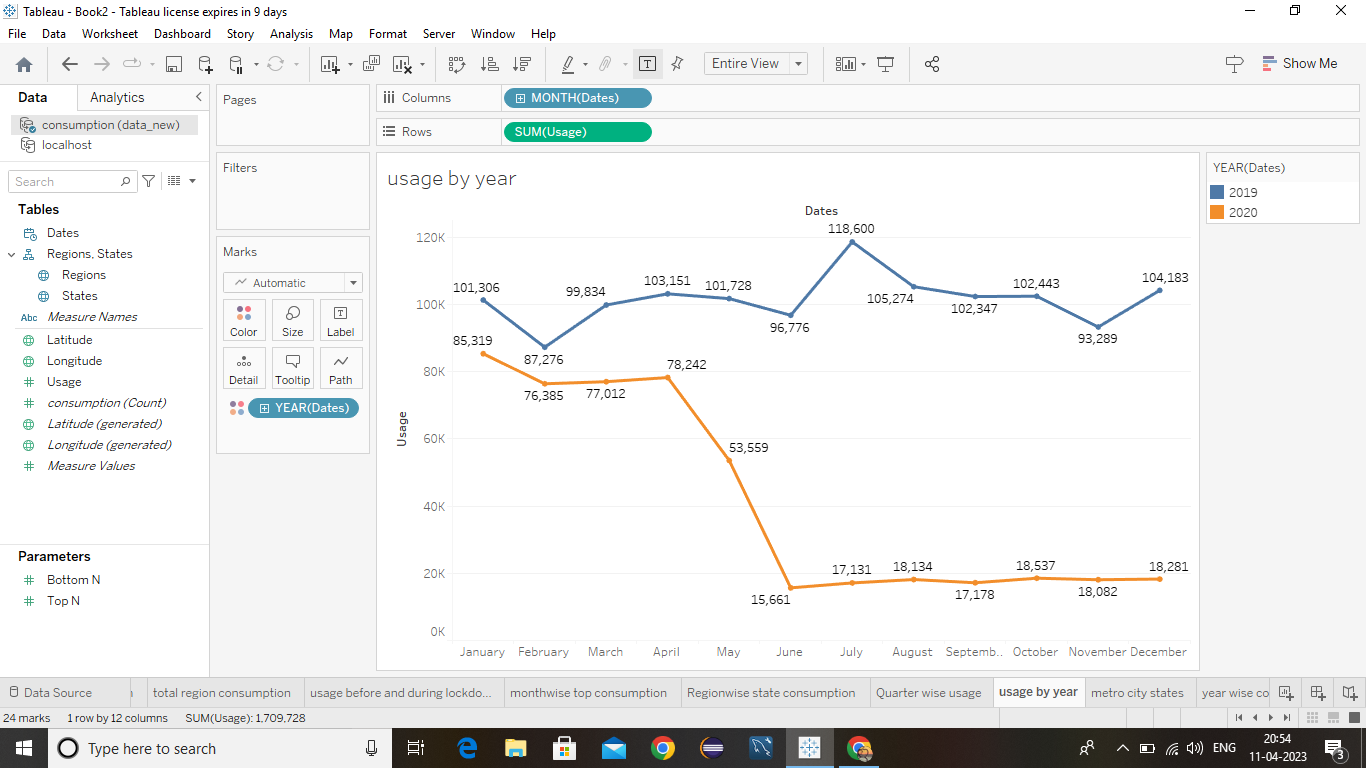 Tableau - Book2 - Tableau license expires in 9 days
File Data Worksheet Dashboard Story Analysis Map Format Server Window Help
Entire View
Show Me
Data Analytics
consumption (data_new)
localhost
Search
Tables
Dates
Regions, States
Regions
States
Abc Measure Names
Latitude
Longitude
Usage
consumption (Count)
Latitude (generated)
Longitude (generated)
Measure Values
Parameters
Bottom N
Top N
Pages
Filters
Marks
Automatic
Color Size Label
Detail Tooltip Path
YEAR(Dates)
Columns MONTH(Dates)
Rows SUM(Usage)
usage by year
Dates
Usage
120K
100K
80K
60K
40K
20K
0K
101,306 87,276 99,834 103,151 101,728 96,776 118,600 105,274 102,347 102,443 93,289 104,183
85,319 76,385 77,012 78,242 53,559 15,661 17,131 18,134 17,178 18,537 18,082 18,281
January February March April May June July August Septemb.. October November December
YEAR(Dates)
2019
2020
Data Source total region consumption usage before and during lockdo... monthwise top consumption Regionwise state consumption Quarter wise usage usage by year metro city states year wise co
24 marks 1 row by 12 columns SUM(Usage): 1,709,728
Type here to search
ENG
20:54
11-04-2023
3